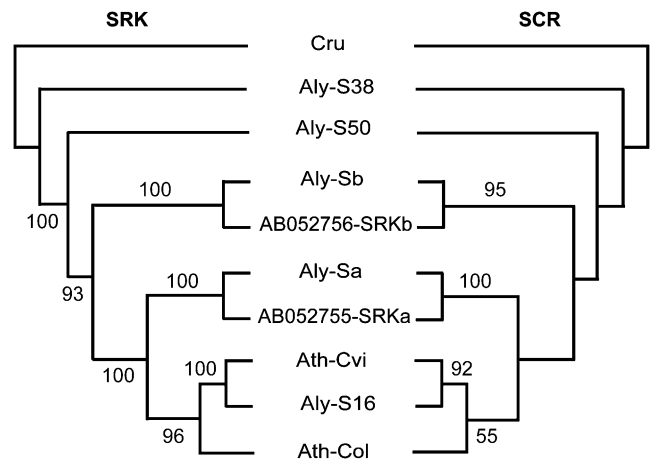 SRK SCR
Cru
Aly-S38
Aly-S50
Aly-Sb
100 95
AB052756-SRKb
100
Aly-Sa
100 100
93
AB052755-SRKa
Ath-Cvi
100 92
100
Aly-S16
96 55
Ath-Col